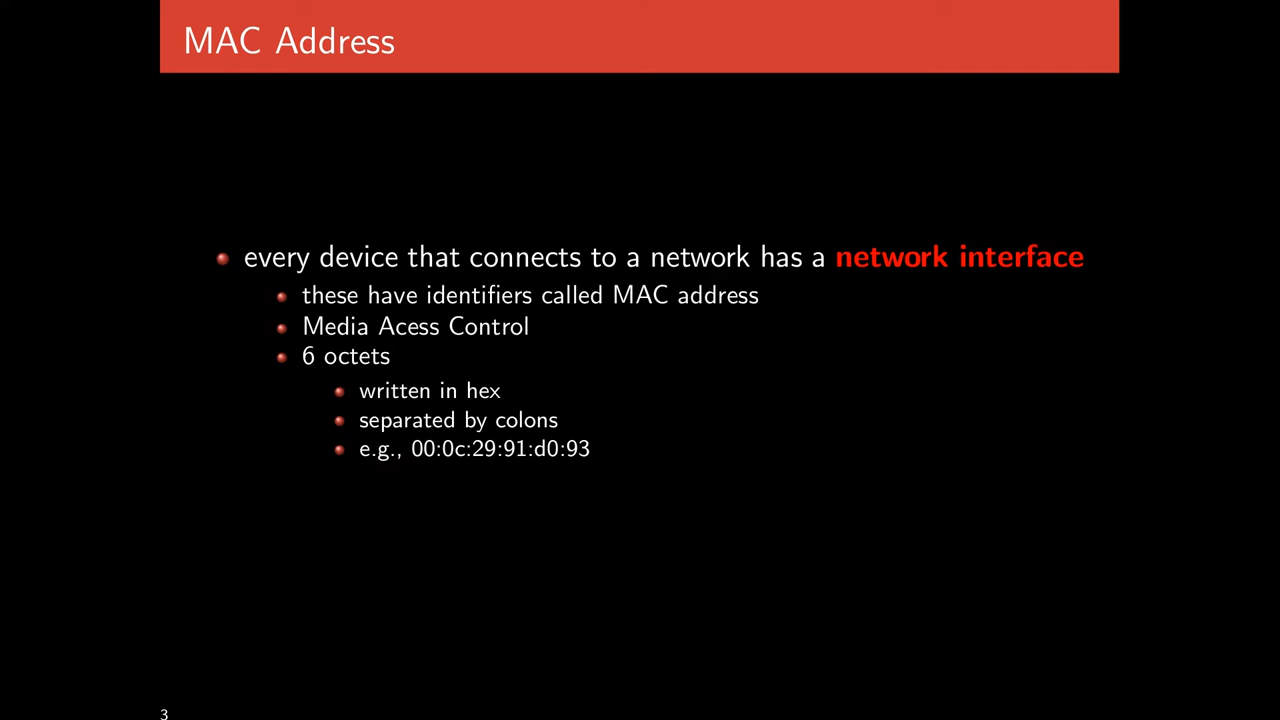 MAC Address
every device that connects to a network has a network interface
these have identifiers called MAC address
Media Acess Control
6 octets
written in hex
separated by colons
e.g., 00:0c:29:91:d0:93
3